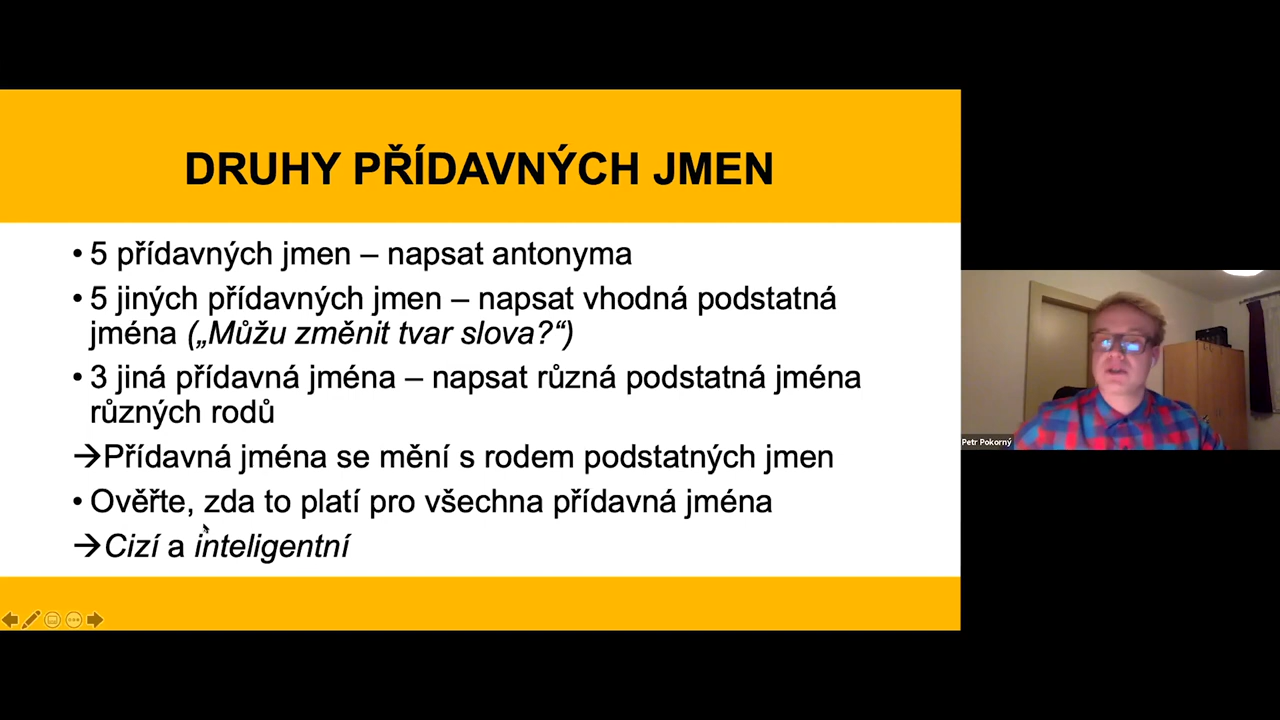 DRUHY PŘÍDAVNÝCH JMEN
• 5 přídavných jmen – napsat antonyma
• 5 jiných přídavných jmen – napsat vhodná podstatná
jména („Můžu změnit tvar slova?“)
• 3 jiná přídavná jména – napsat různá podstatná jména
různých rodů
→Přídavná jména se mění s rodem podstatných jmen
• Ověřte, zda to platí pro všechna přídavná jména
→Cizí a inteligentní
Petr Pokorný